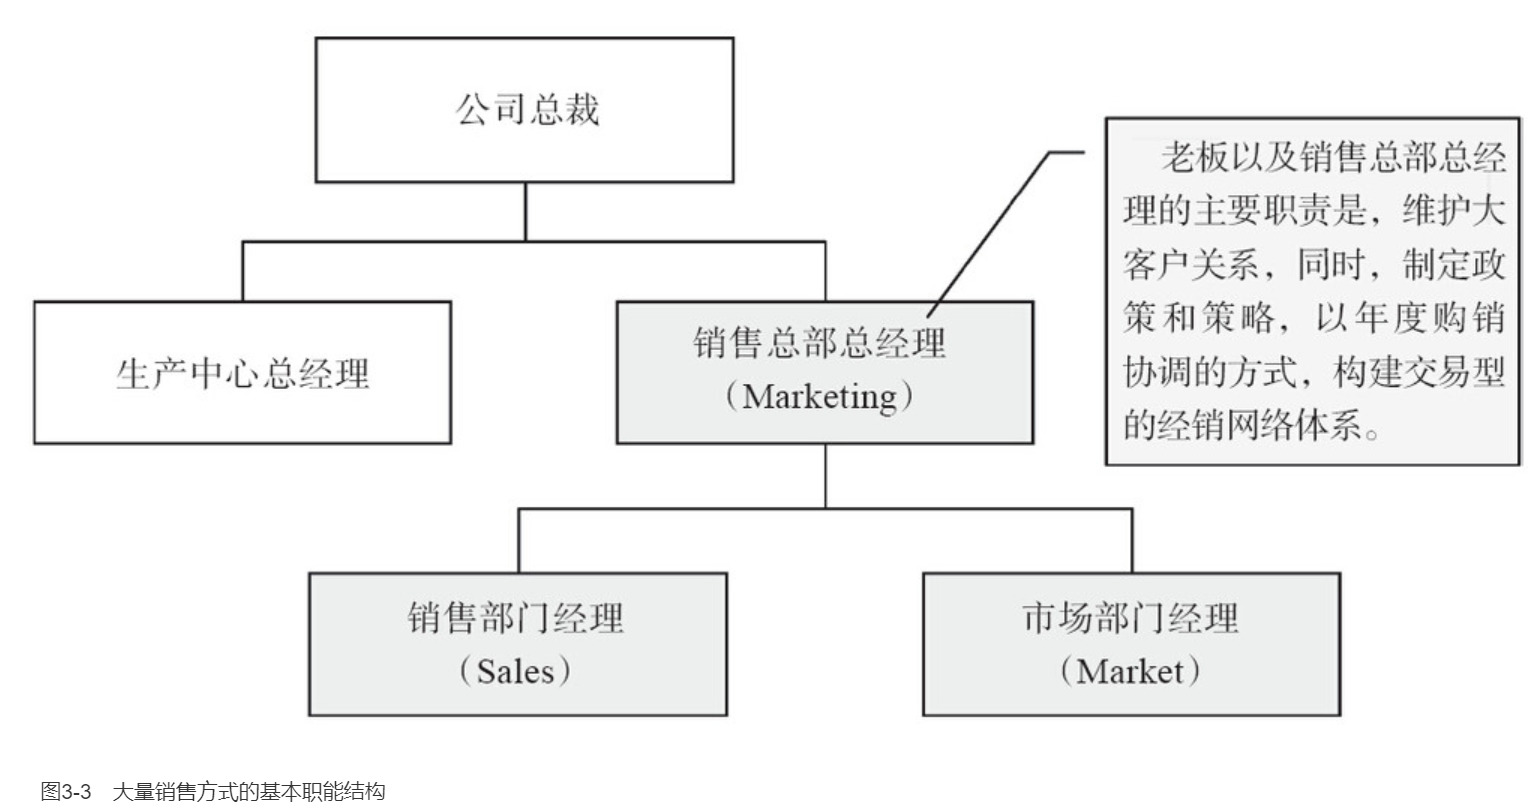 公司总裁
老板以及销售总部总经
理的主要职责是，维护大
客户关系，同时，制定政
策和策略，以年度购销
协调的方式，构建交易型
的经销网络体系。
生产中心总经理
销售总部总经理
（Marketing）
销售部门经理
（Sales）
市场部门经理
（Market）
图3-3 大量销售方式的基本职能结构